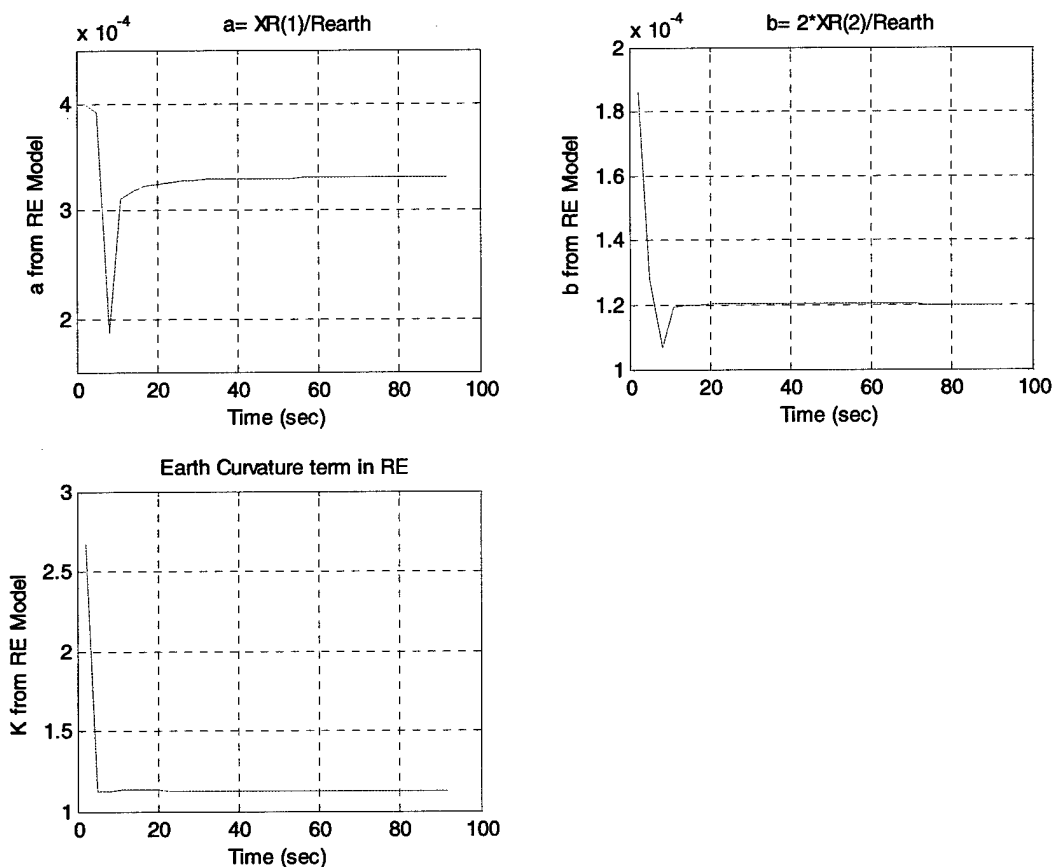 x 10-4
a= XR(1)/Rearth
4
3
2
a from RE Model
0
20
40
60
80
100
Time (sec)
x 10-4
b= 2*XR(2)/Rearth
2
1.8
1.6
1.4
1.2
1
b from RE Model
0
20
40
60
80
100
Time (sec)
Earth Curvature term in RE
3
2.5
2
1.5
1
K from RE Model
0
20
40
60
80
100
Time (sec)